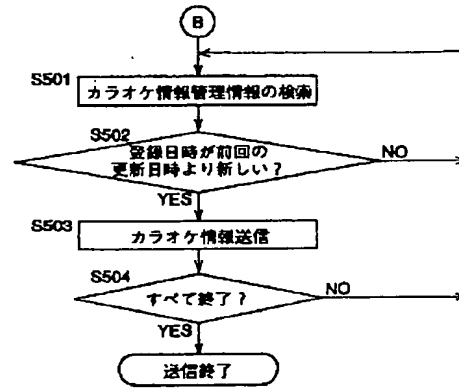 B
S501
カラオケ情報管理情報の検索
S502
登録日時が前回の
更新日時より新しい?
NO
YES
S503
カラオケ情報送信
S504
すべて終了?
NO
YES
送信終了